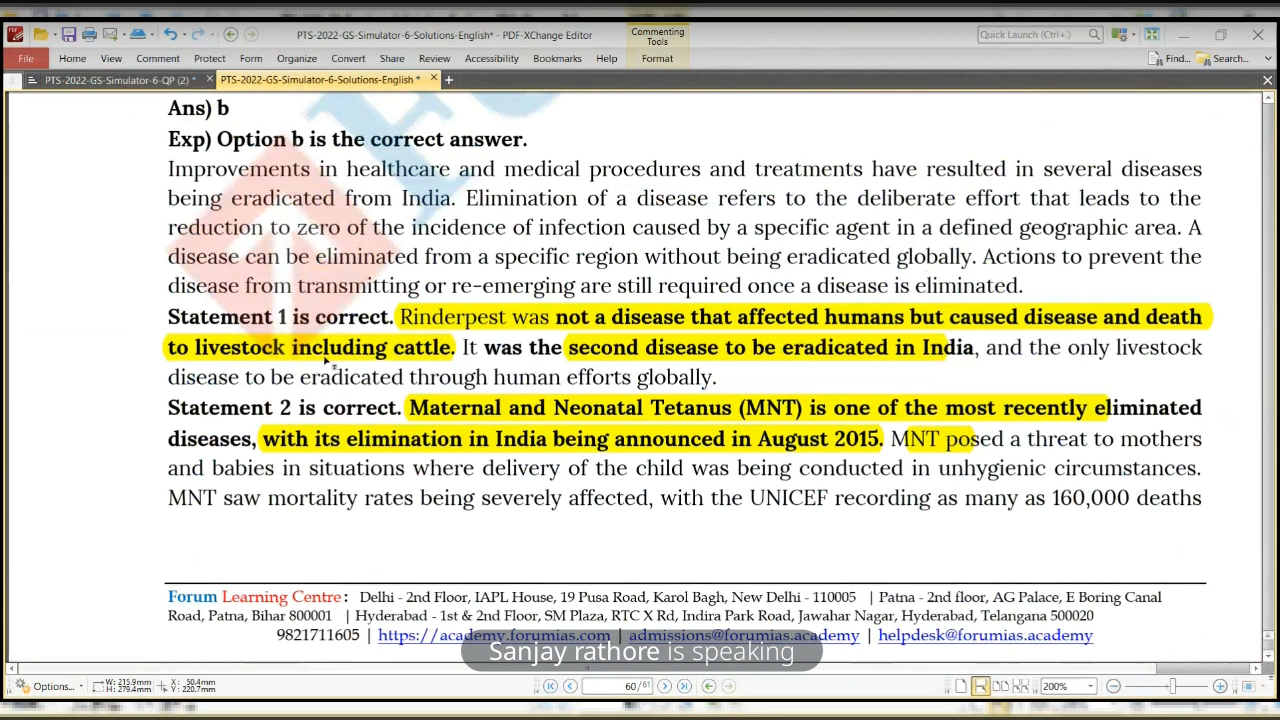 PTS-2022-GS-Simulator-6-Solutions-English* - PDF-XChange Editor
Commenting Tools
Quick Launch (Ctrl+.)
File Home View Comment Protect Form Organize Convert Share Review Accessibility Bookmarks Help Format Find... Search...
PTS-2022-GS-Simulator-6-QP (2) * PTS-2022-GS-Simulator-6-Solutions-English *
Ans) b
Exp) Option b is the correct answer.
Improvements in healthcare and medical procedures and treatments have resulted in several diseases
being eradicated from India. Elimination of a disease refers to the deliberate effort that leads to the
reduction to zero of the incidence of infection caused by a specific agent in a defined geographic area. A
disease can be eliminated from a specific region without being eradicated globally. Actions to prevent the
disease from transmitting or re-emerging are still required once a disease is eliminated.
Statement 1 is correct. Rinderpest was not a disease that affected humans but caused disease and death
to livestock including cattle. It was the second disease to be eradicated in India, and the only livestock
disease to be eradicated through human efforts globally.
Statement 2 is correct. Maternal and Neonatal Tetanus (MNT) is one of the most recently eliminated
diseases, with its elimination in India being announced in August 2015. MNT posed a threat to mothers
and babies in situations where delivery of the child was being conducted in unhygienic circumstances.
MNT saw mortality rates being severely affected, with the UNICEF recording as many as 160,000 deaths
Forum Learning Centre : Delhi - 2nd Floor, IAPL House, 19 Pusa Road, Karol Bagh, New Delhi - 110005 | Patna - 2nd floor, AG Palace, E Boring Canal
Road, Patna, Bihar 800001 | Hyderabad - 1st & 2nd Floor, SM Plaza, RTC X Rd, Indira Park Road, Jawahar Nagar, Hyderabad, Telangana 500020
9821711605 | https://academy.forumias.com | admissions@forumias.academy | helpdesk@forumias.academy
Sanjay rathore is speaking
Options... W: 215.9mm X: 50.4mm 60/61 200%
H: 279.4mm Y: 220.7mm